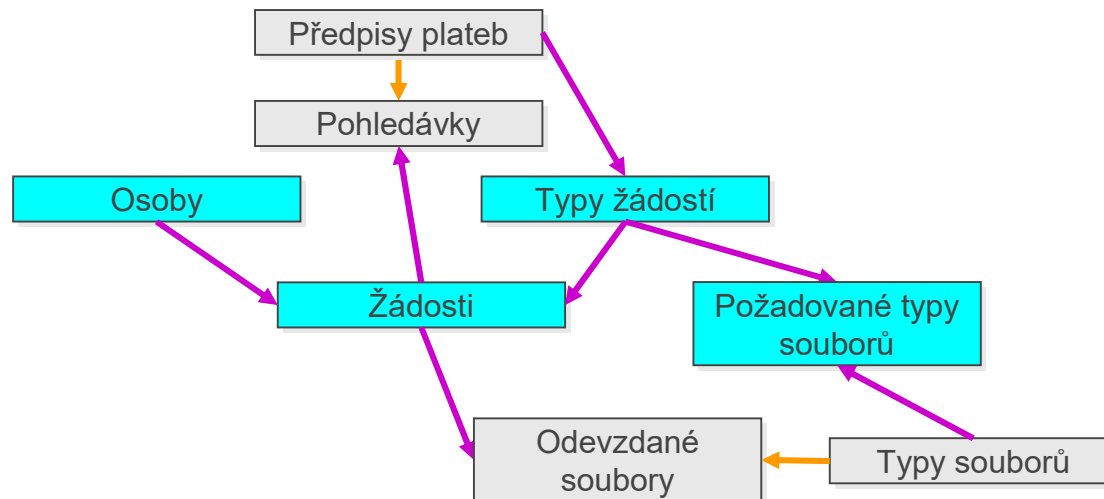 Předpisy plateb
Pohledávky
Osoby
Typy žádostí
Žádosti
Požadované typy
souborů
Odevzdané
soubory
Typy souborů